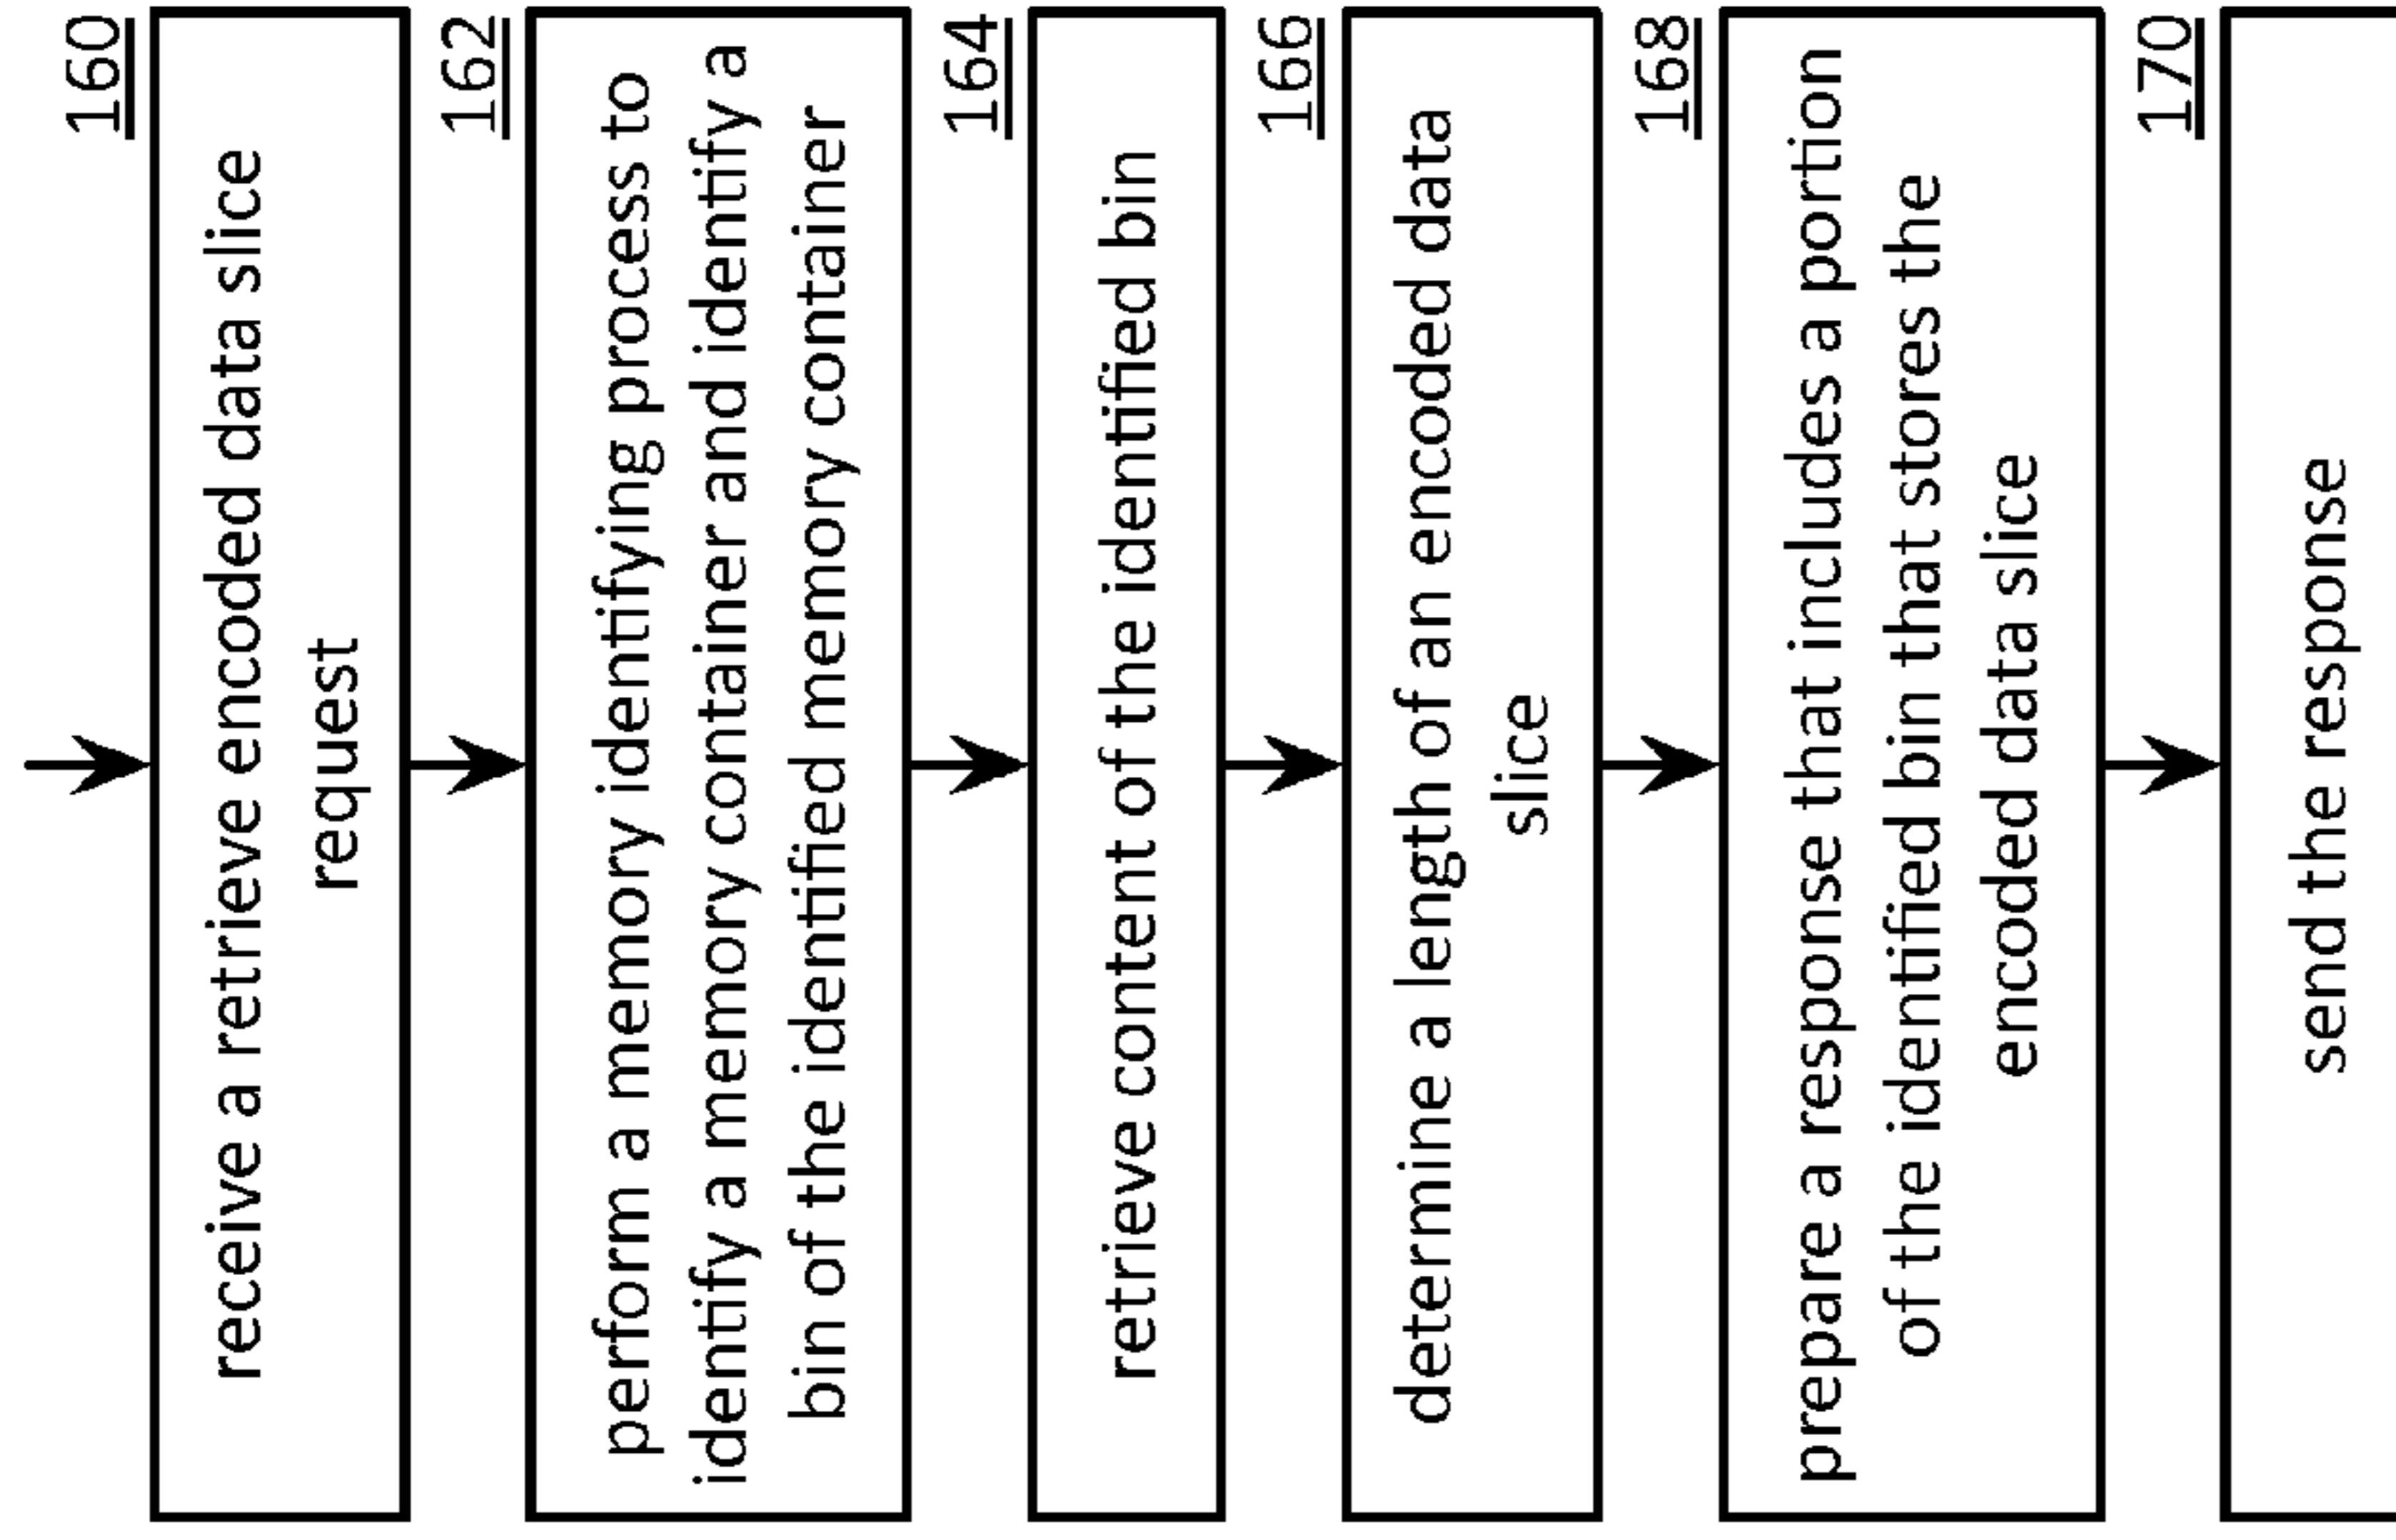 160
receive a retrieve encoded data slice
request
162
perform a memory identifying process to
identify a memory container and identify a
bin of the identified memory container
164
retrieve content of the identified bin
166
determine a length of an encoded data
slice
168
prepare a response that includes a portion
of the identified bin that stores the
encoded data slice
170
send the response